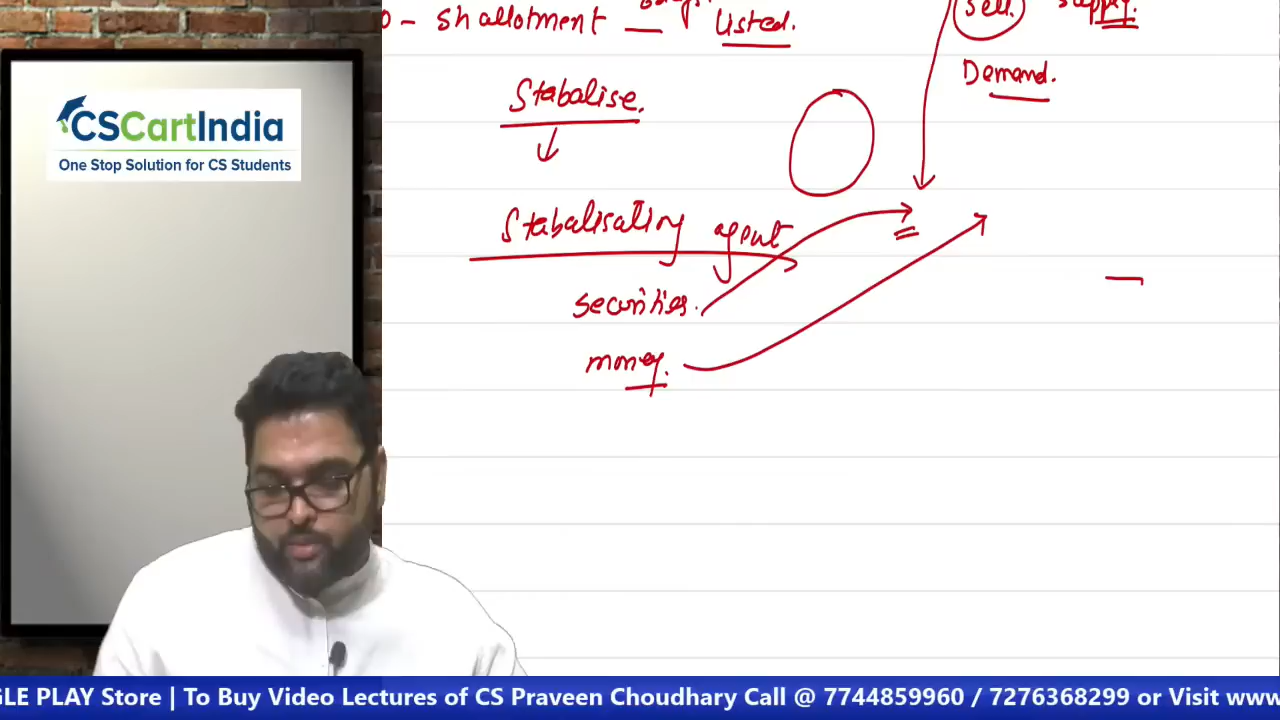 - shallotment — Listed.
Sell.
Demand.
Stabalise.
CSCartIndia
One Stop Solution for CS Students
Stabalisating agent
securities.
money.
GLE PLAY Store | To Buy Video Lectures of CS Praveen Choudhary Call @ 7744859960 / 7276368299 or Visit www